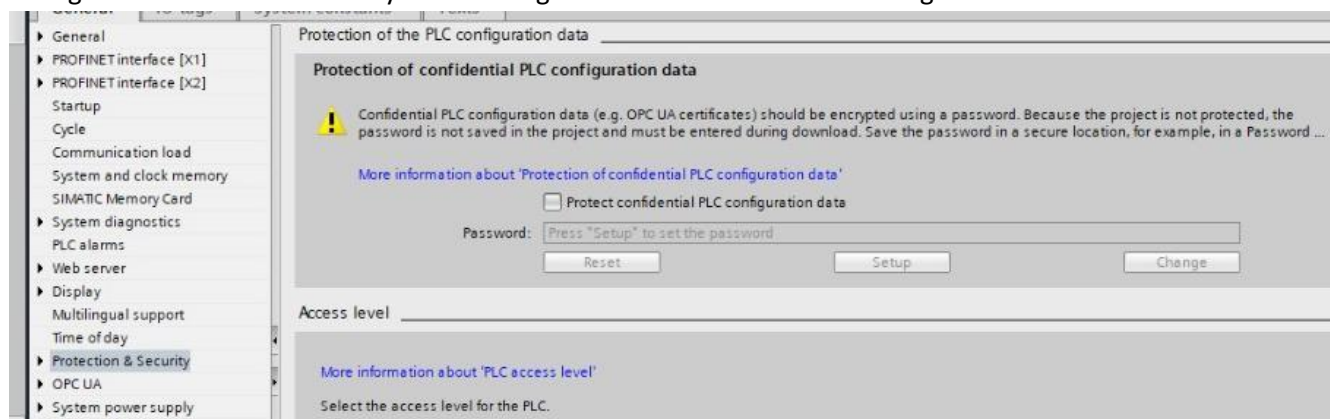 General
IO tags
System constants
Texts
General
PROFINET interface [X1]
PROFINET interface [X2]
Startup
Cycle
Communication load
System and clock memory
SIMATIC Memory Card
System diagnostics
PLC alarms
Web server
Display
Multilingual support
Time of day
Protection & Security
OPC UA
System power supply
Protection of the PLC configuration data
Protection of confidential PLC configuration data
Confidential PLC configuration data (e.g. OPC UA certificates) should be encrypted using a password. Because the project is not protected, the
password is not saved in the project and must be entered during download. Save the password in a secure location, for example, in a Password ...
More information about 'Protection of confidential PLC configuration data'
Protect confidential PLC configuration data
Password: Press "Setup" to set the password
Reset Setup Change
Access level
More information about 'PLC access level'
Select the access level for the PLC.